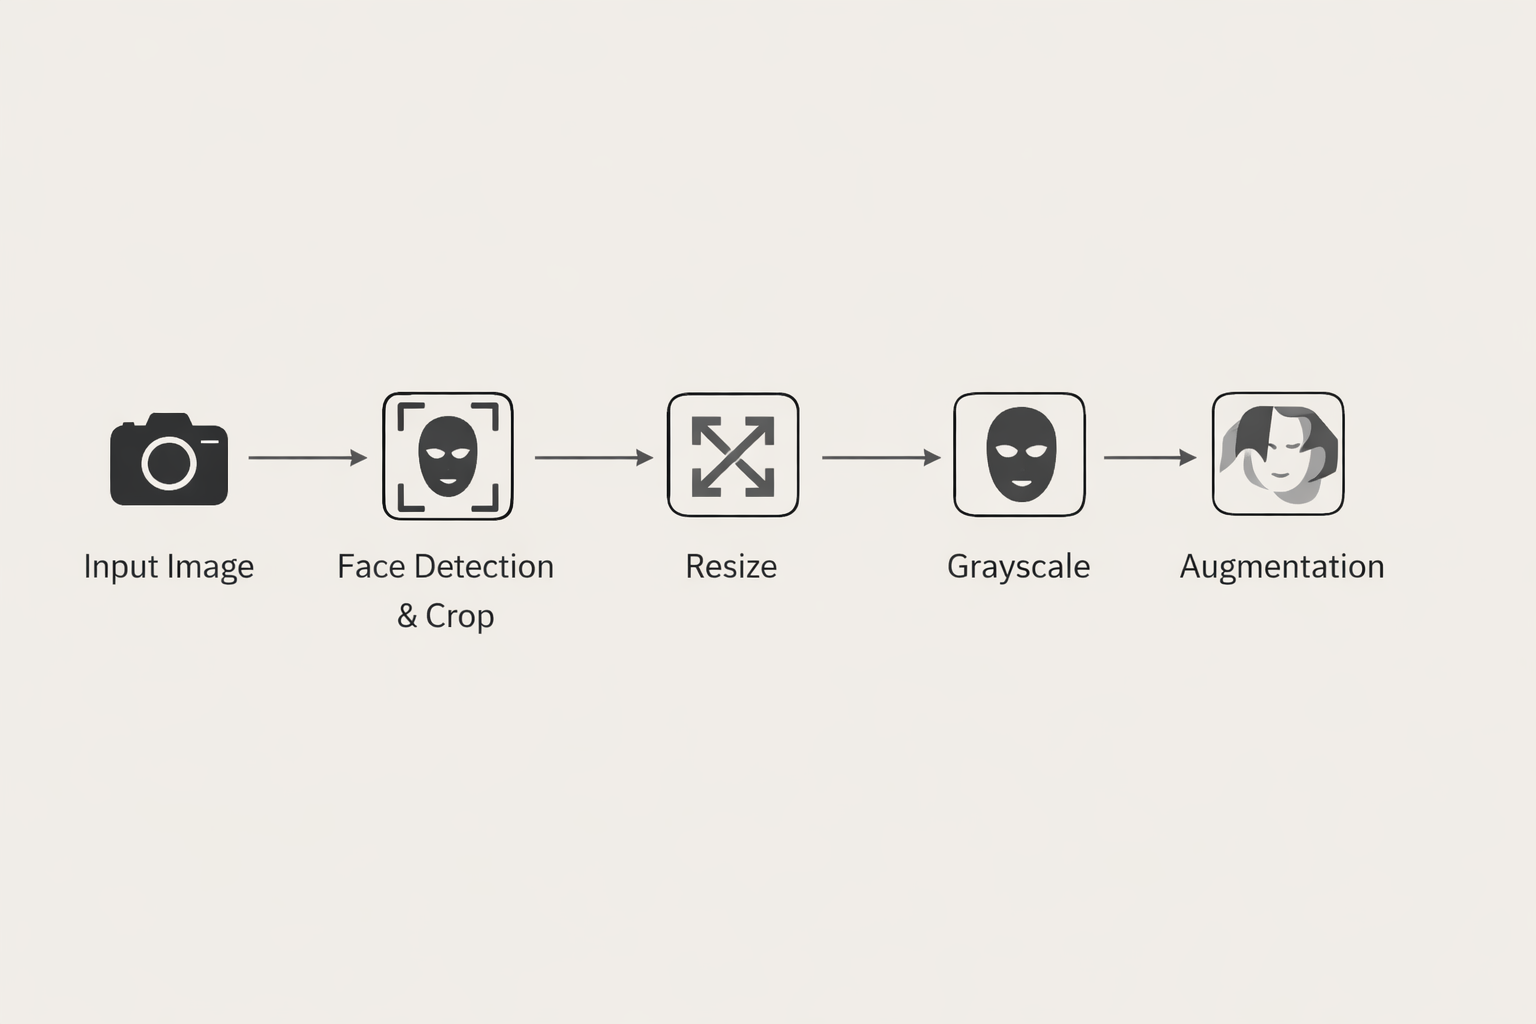 Input Image
Face Detection
& Crop
Resize
Grayscale
Augmentation